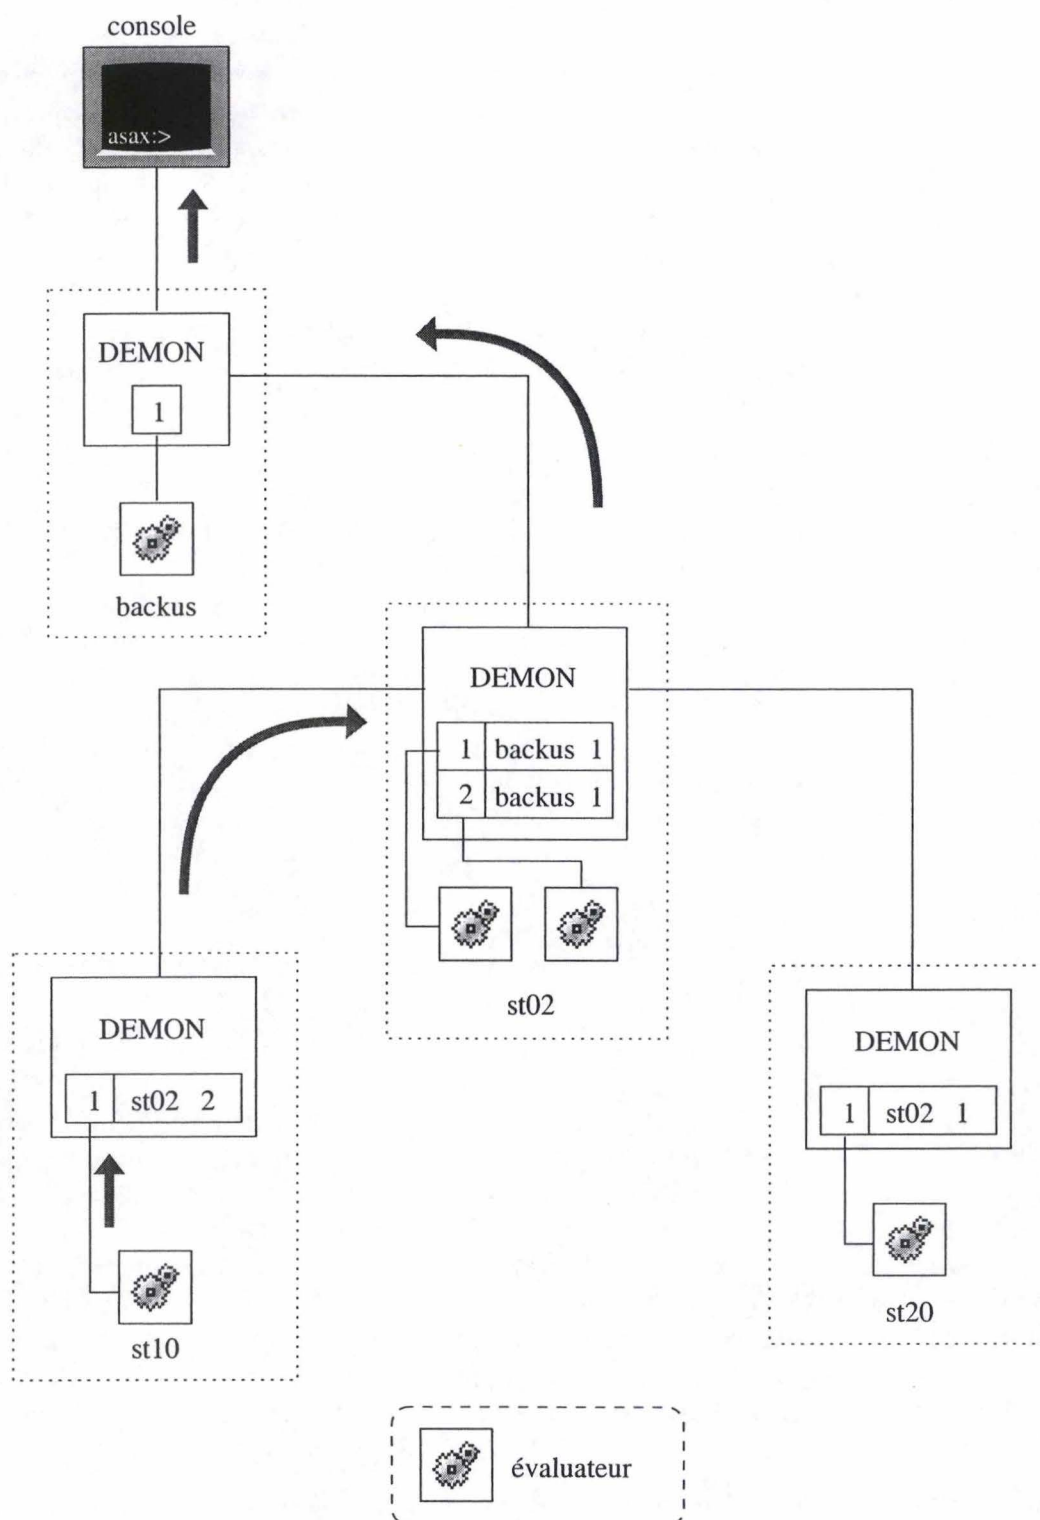 console
asax:>
DEMON
1
backus
DEMON
1 backus 1
2 backus 1
st02
DEMON
1 st02 2
st10
DEMON
1 st02 1
st20
évaluateur